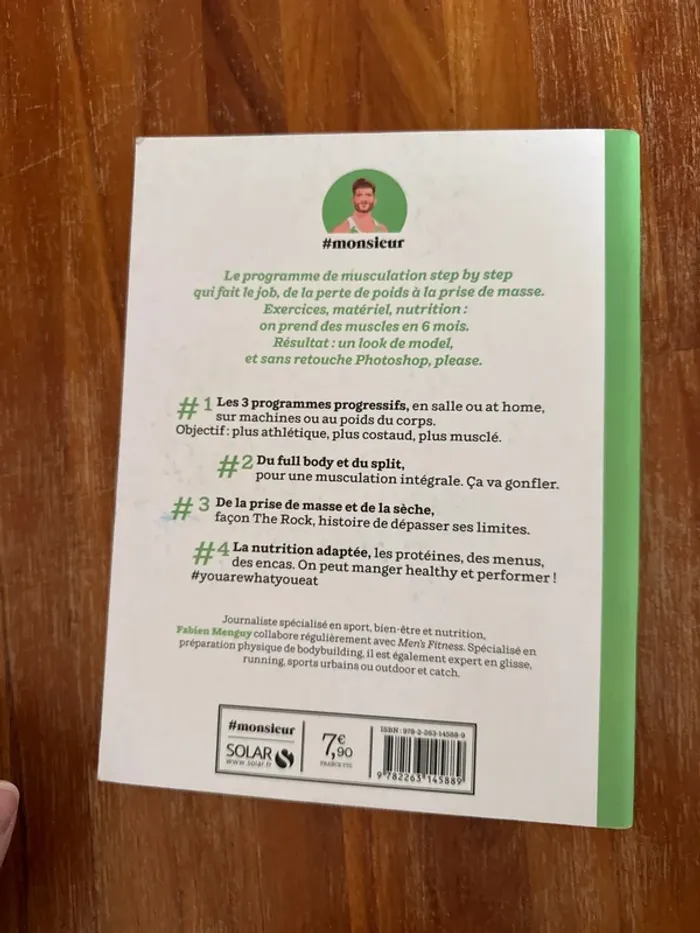 #monsieur
Le programme de musculation step by step
qui fait le job, de la perte de poids à la prise de masse.
Exercices, matériel, nutrition :
on prend des muscles en 6 mois.
Résultat : un look de model,
et sans retouche Photoshop, please.
#1 Les 3 programmes progressifs, en salle ou at home,
sur machines ou au poids du corps.
Objectif : plus athlétique, plus costaud, plus musclé.
#2 Du full body et du split,
pour une musculation intégrale. Ça va gonfler.
#3 De la prise de masse et de la sèche,
façon The Rock, histoire de dépasser ses limites.
#4 La nutrition adaptée, les protéines, des menus,
des encas. On peut manger healthy et performer !
#youarewhatyoueat
Journaliste spécialisé en sport, bien-être et nutrition,
Fabien Menguy collabore régulièrement avec Men's Fitness. Spécialisé en
préparation physique de bodybuilding, il est également expert en glisse,
running, sports urbains ou outdoor et catch.
#monsieur
SOLAR
www.solar.fr
7,90 €
FRANCE TTC
ISBN : 978-2-263-14588-9
9 782263 145889